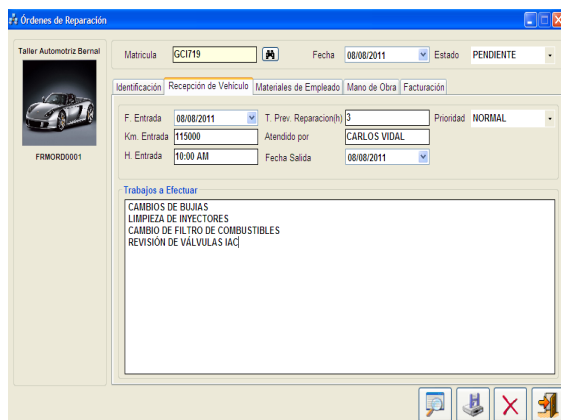 Órdenes de Reparación
Taller Automotriz Bernal
FRMORD0001
Matricula GCI719 Fecha 08/08/2011 Estado PENDIENTE
Identificación Recepción de Vehículo Materiales de Empleado Mano de Obra Facturación
F. Entrada 08/08/2011 T. Prev. Reparacion(h) 3 Prioridad NORMAL
Km. Entrada 115000 Atendido por CARLOS VIDAL
H. Entrada 10:00 AM Fecha Salida 08/08/2011
Trabajos a Efectuar
CAMBIOS DE BUJIAS
LIMPIEZA DE INYECTORES
CAMBIO DE FILTRO DE COMBUSTIBLES
REVISIÓN DE VÁLVULAS IAC